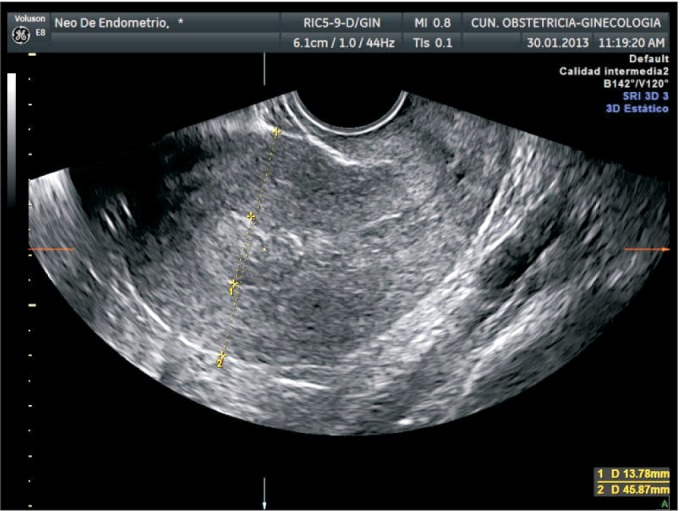 Voluson
E8
Neo De Endometrio, *
RIC5-9-D/GIN
MI 0.8
CUN. OBSTETRICIA-GINECOLOGIA
6.1cm / 1.0 / 44Hz
TIs 0.1
30.01.2013
11:19:20 AM
Default
Calidad intermedia2
B142°/V120°
SRI 3D 3
3D Estático
1
2
1 D 13.78mm
2 D 45.87mm
A